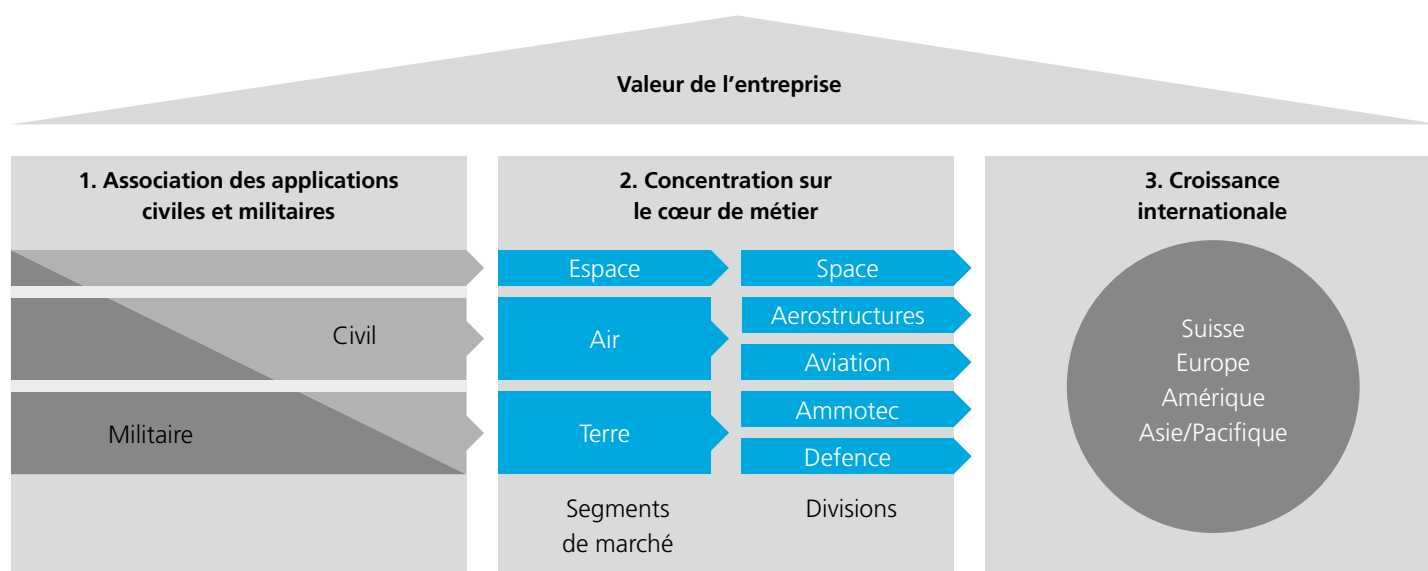 Valeur de l’entreprise
1. Association des applications
civiles et militaires
Civil
Militaire
2. Concentration sur
le cœur de métier
Espace
Air
Terre
Segments
de marché
Space
Aerostructures
Aviation
Ammotec
Defence
Divisions
3. Croissance
internationale
Suisse
Europe
Amérique
Asie/Pacifique